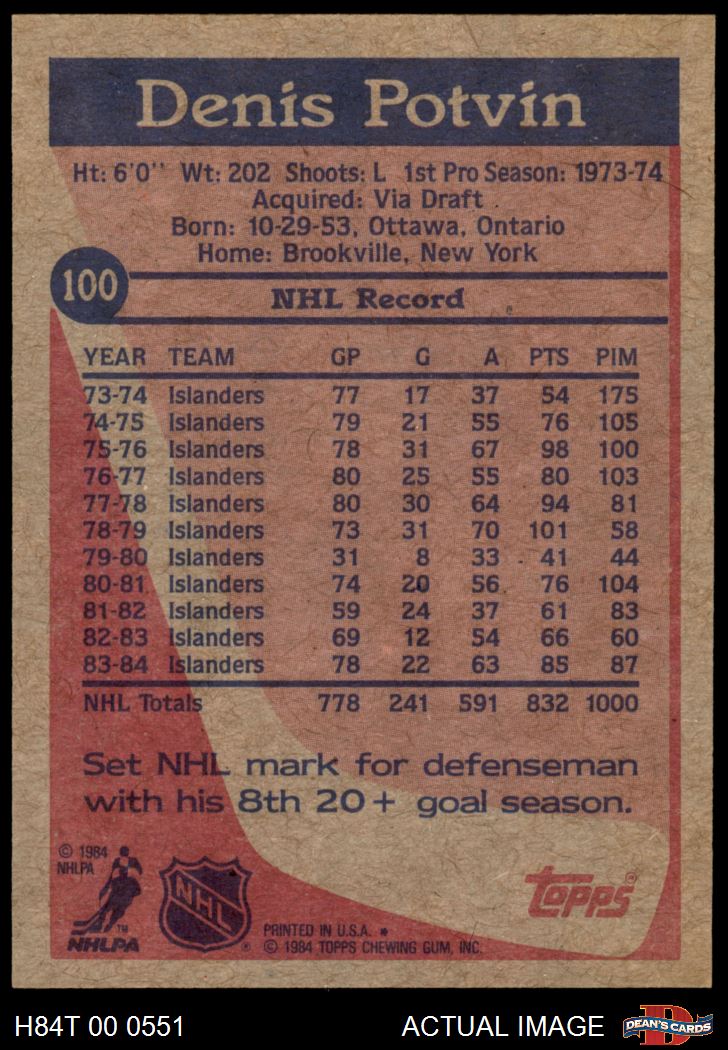 Denis Potvin
Ht: 6'0'' Wt: 202 Shoots: L 1st Pro Season: 1973-74
Acquired: Via Draft
Born: 10-29-53, Ottawa, Ontario
Home: Brookville, New York
100
NHL Record
YEAR TEAM GP G A PTS PIM
73-74 Islanders 77 17 37 54 175
74-75 Islanders 79 21 55 76 105
75-76 Islanders 78 31 67 98 100
76-77 Islanders 80 25 55 80 103
77-78 Islanders 80 30 64 94 81
78-79 Islanders 73 31 70 101 58
79-80 Islanders 31 8 33 41 44
80-81 Islanders 74 20 56 76 104
81-82 Islanders 59 24 37 61 83
82-83 Islanders 69 12 54 66 60
83-84 Islanders 78 22 63 85 87
NHL Totals 778 241 591 832 1000
Set NHL mark for defenseman
with his 8th 20+ goal season.
© 1984
NHLPA
™
NHLPA
NHL
®
TOPPS®
PRINTED IN U.S.A. *
© 1984 TOPPS CHEWING GUM, INC.
H84T 00 0551 ACTUAL IMAGE
D
DEAN'S CARDS